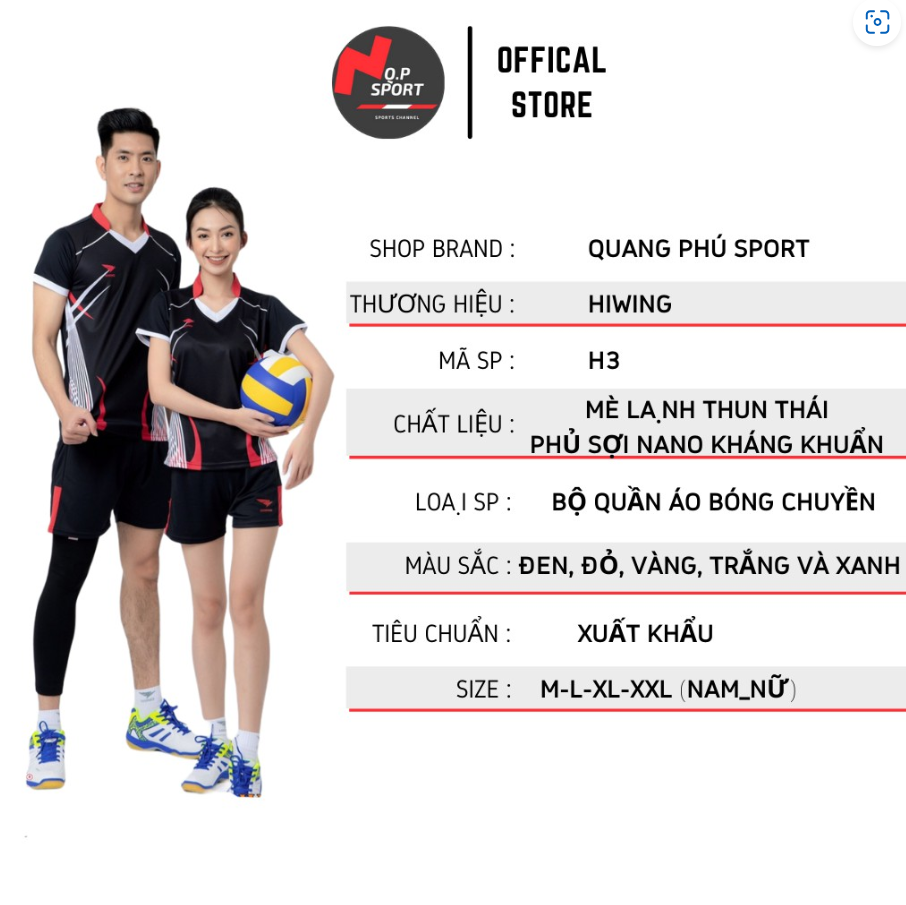 Q.P
SPORT
SPORTS CHANNEL
OFFICAL
STORE
SHOP BRAND : QUANG PHÚ SPORT
THƯƠNG HIỆU : HIWING
MÃ SP : H3
CHẤT LIỆU : MÈ LẠNH THUN THÁI
PHỦ SỢI NANO KHÁNG KHUẨN
LOẠI SP : BỘ QUẦN ÁO BÓNG CHUYỀN
MÀU SẮC : ĐEN, ĐỎ, VÀNG, TRẮNG VÀ XANH
TIÊU CHUẨN : XUẤT KHẨU
SIZE : M-L-XL-XXL (NAM_NỮ)